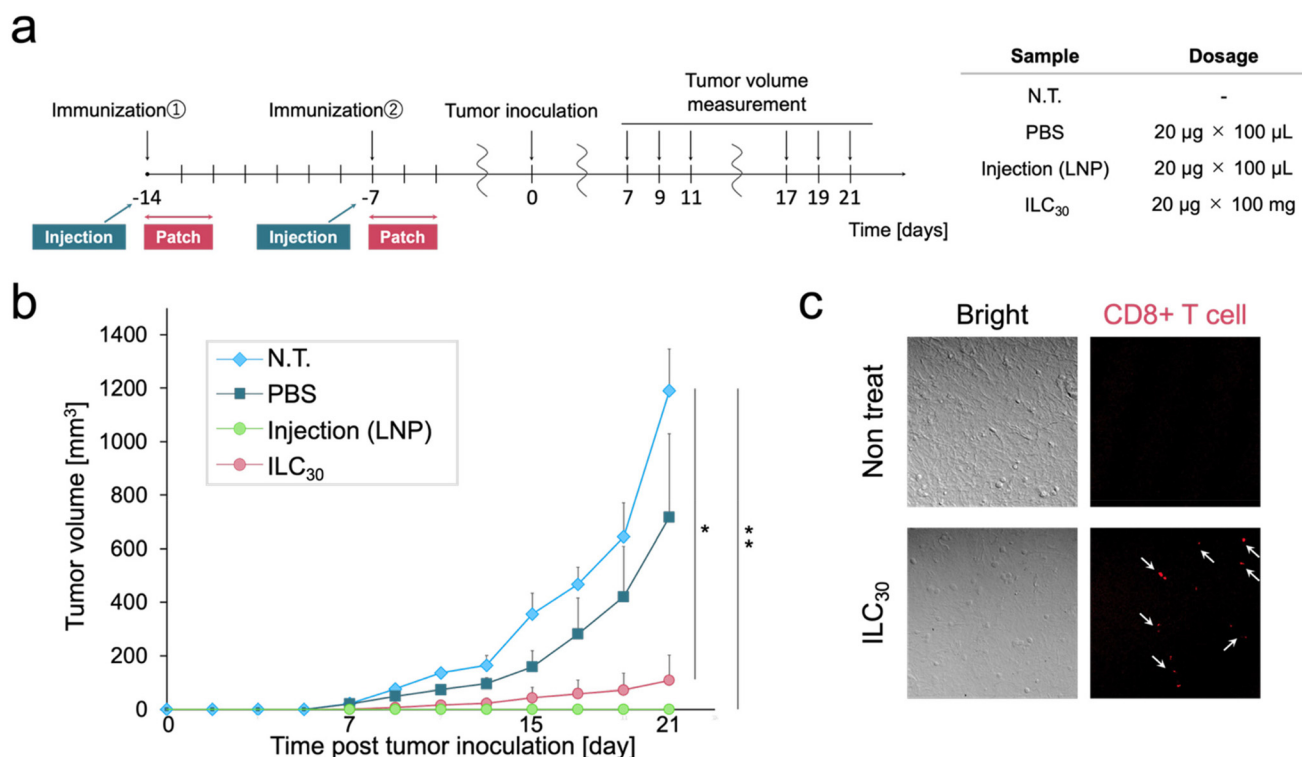 a
Immunization①
Immunization②
Tumor inoculation
Tumor volume
measurement
-14
-7
0
7
9
11
17
19
21
Injection
Patch
Injection
Patch
Time [days]
Sample Dosage
N.T. -
PBS 20 μg × 100 μL
Injection (LNP) 20 μg × 100 μL
ILC30 20 μg × 100 mg
b
Tumor volume [mm3]
1400
1200
1000
800
600
400
200
0
N.T.
PBS
Injection (LNP)
ILC30
*
**
0
7
15
21
Time post tumor inoculation [day]
c
Bright
CD8+ T cell
Non treat
ILC30